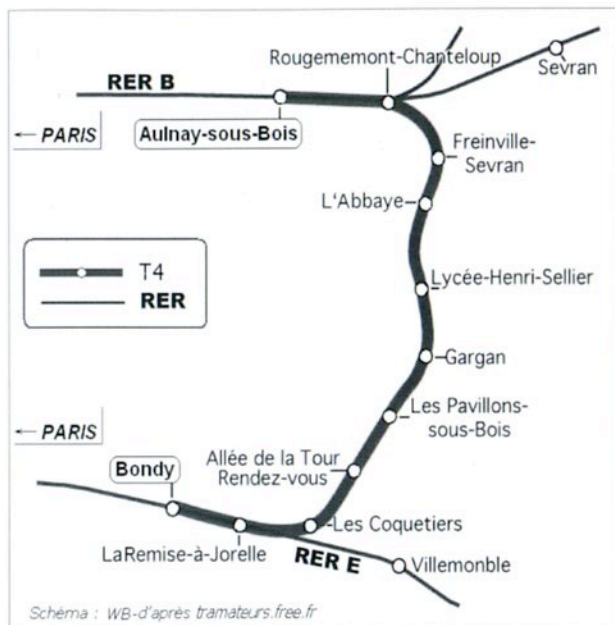 Rougememont-Chanteloup
Sevran
RER B
Aulnay-sous-Bois
← PARIS
Freinville-
Sevran
L'Abbaye
T4
RER
Lycée-Henri-Sellier
Gargan
← PARIS
Les Pavillons-
sous-Bois
Allée de la Tour
Rendez-vous
Bondy
Les Coquetiers
LaRemise-à-Jorelle
RER E
Villemonble
Schéma : WB-d'après tramateurs.free.fr